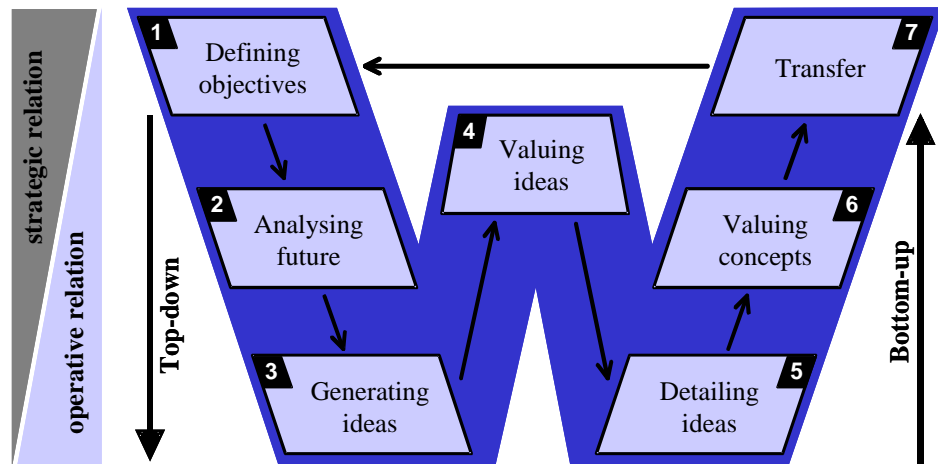 strategic relation
operative relation
Top-down
1
Defining
objectives
2
Analysing
future
3
Generating
ideas
4
Valuing
ideas
5
Detailing
ideas
6
Valuing
concepts
7
Transfer
Bottom-up